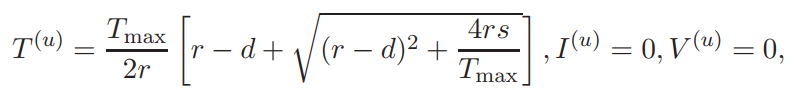 T^{(u)} = \frac{T_{\max}}{2r} \left[ r - d + \sqrt{(r - d)^2 + \frac{4rs}{T_{\max}}} \right], I^{(u)} = 0, V^{(u)} = 0,